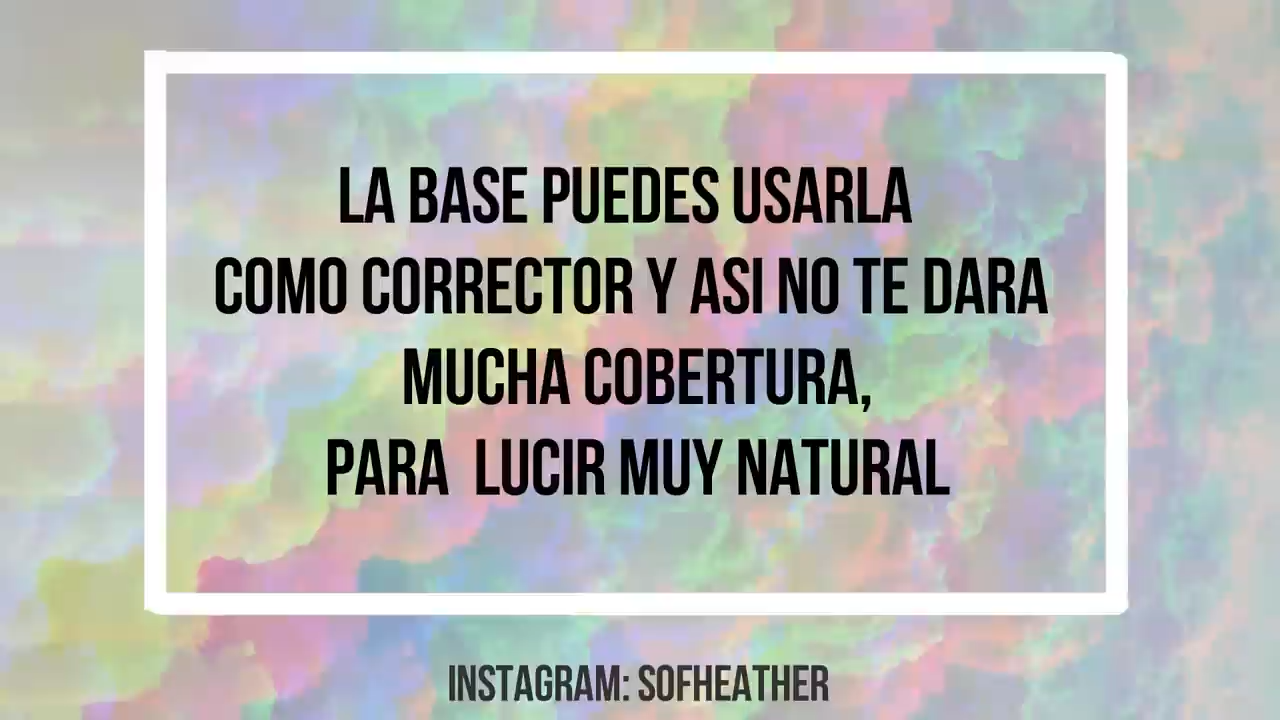 LA BASE PUEDES USARLA
COMO CORRECTOR Y ASI NO TE DARA
MUCHA COBERTURA,
PARA  LUCIR MUY NATURAL
INSTAGRAM: SOFHEATHER